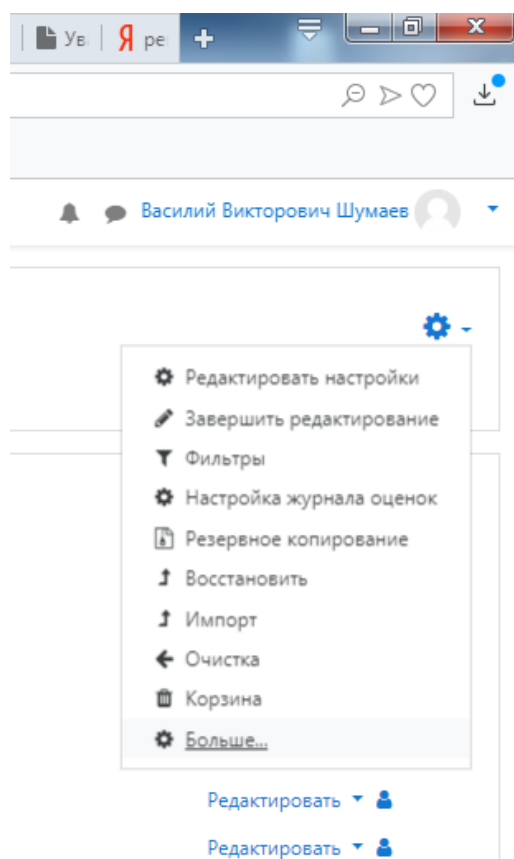 Ув. Я ре
Василий Викторович Шумаев
Редактировать настройки
Завершить редактирование
Фильтры
Настройка журнала оценок
Резервное копирование
Восстановить
Импорт
Очистка
Корзина
Больше...
Редактировать
Редактировать